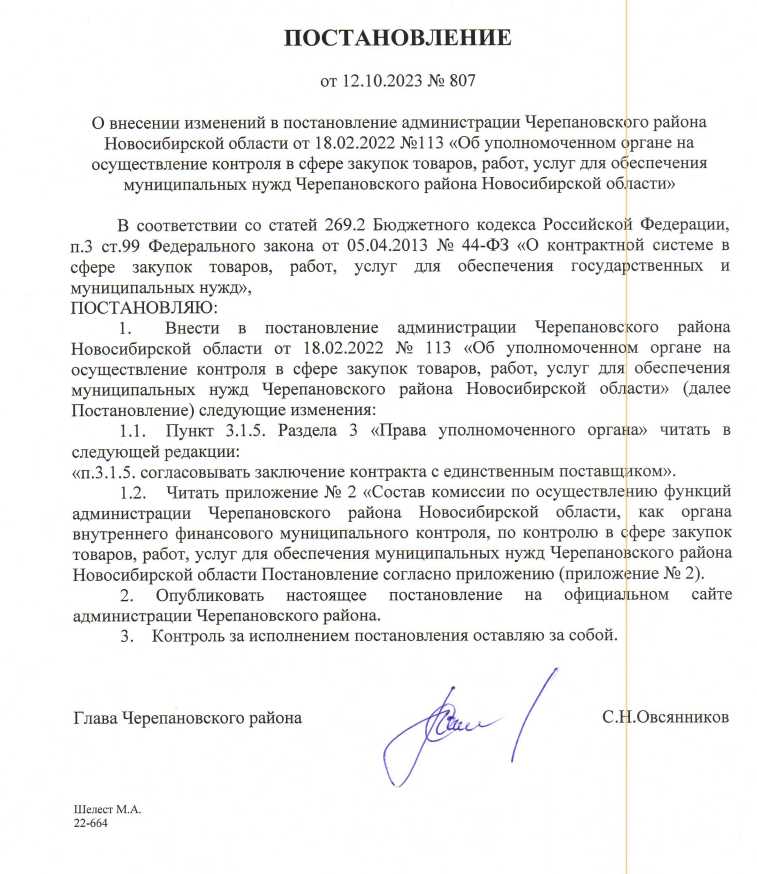 ПОСТАНОВЛЕНИЕ
от 12.10.2023 № 807
О внесении изменений в постановление администрации Черепановского района
Новосибирской области от 18.02.2022 №113 «Об уполномоченном органе на
осуществление контроля в сфере закупок товаров, работ, услуг для обеспечения
муниципальных нужд Черепановского района Новосибирской области»
В соответствии со статей 269.2 Бюджетного кодекса Российской Федерации,
п.3 ст.99 Федерального закона от 05.04.2013 № 44-ФЗ «О контрактной системе в
сфере закупок товаров, работ, услуг для обеспечения государственных и
муниципальных нужд»,
ПОСТАНОВЛЯЮ:
1. Внести в постановление администрации Черепановского района
Новосибирской области от 18.02.2022 № 113 «Об уполномоченном органе на
осуществление контроля в сфере закупок товаров, работ, услуг для обеспечения
муниципальных нужд Черепановского района Новосибирской области» (далее
Постановление) следующие изменения:
1.1. Пункт 3.1.5. Раздела 3 «Права уполномоченного органа» читать в
следующей редакции:
«п.3.1.5. согласовывать заключение контракта с единственным поставщиком».
1.2. Читать приложение № 2 «Состав комиссии по осуществлению функций
администрации Черепановского района Новосибирской области, как органа
внутреннего финансового муниципального контроля, по контролю в сфере закупок
товаров, работ, услуг для обеспечения муниципальных нужд Черепановского района
Новосибирской области Постановление согласно приложению (приложение № 2).
2. Опубликовать настоящее постановление на официальном сайте
администрации Черепановского района.
3. Контроль за исполнением постановления оставляю за собой.
Глава Черепановского района С.Н.Овсянников
Шелест М.А.
22-664